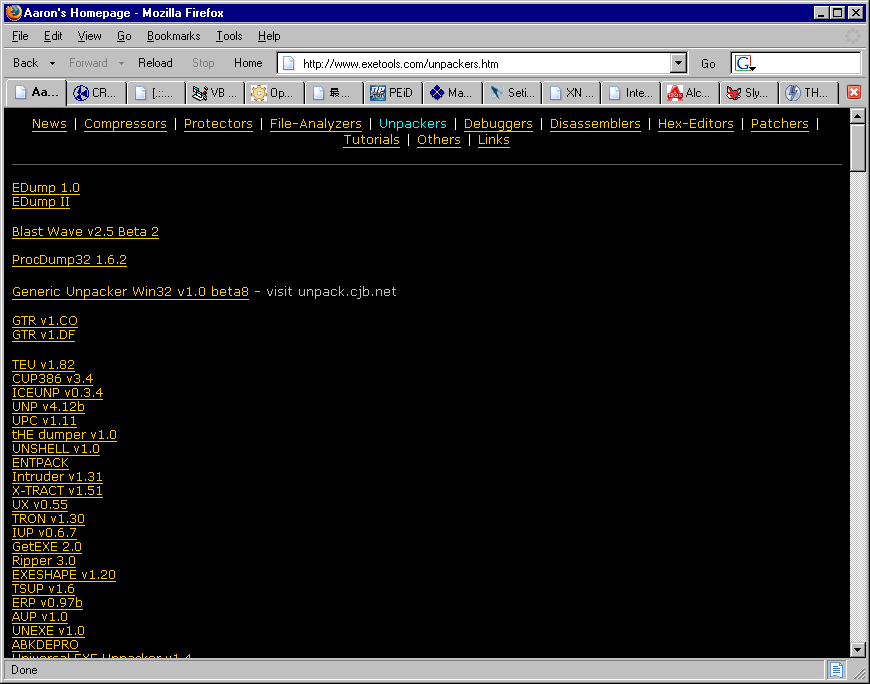 Aaron's Homepage - Mozilla Firefox
File Edit View Go Bookmarks Tools Help
Back Forward Reload Stop Home http://www.exetools.com/unpackers.htm Go G
Aa... CR... [.::... VB ... Op... 最... PEiD Ma... Seti... XN ... Inte... Alc... Sly... TH...
News | Compressors | Protectors | File-Analyzers | Unpackers | Debuggers | Disassemblers | Hex-Editors | Patchers |
Tutorials | Others | Links
EDump 1.0
EDump II
Blast Wave v2.5 Beta 2
ProcDump32 1.6.2
Generic Unpacker Win32 v1.0 beta8 - visit unpack.cjb.net
GTR v1.CO
GTR v1.DF
TEU v1.82
CUP386 v3.4
ICEUNP v0.3.4
UNP v4.12b
UPC v1.11
tHE dumper v1.0
UNSHELL v1.0
ENTPACK
Intruder v1.31
X-TRACT v1.51
UX v0.55
TRON v1.30
IUP v0.6.7
GetEXE 2.0
Ripper 3.0
EXESHAPE v1.20
TSUP v1.6
ERP v0.97b
AUP v1.0
UNEXE v1.0
ABKDEPRO
Universal EXE Unpacker v1.4
Done